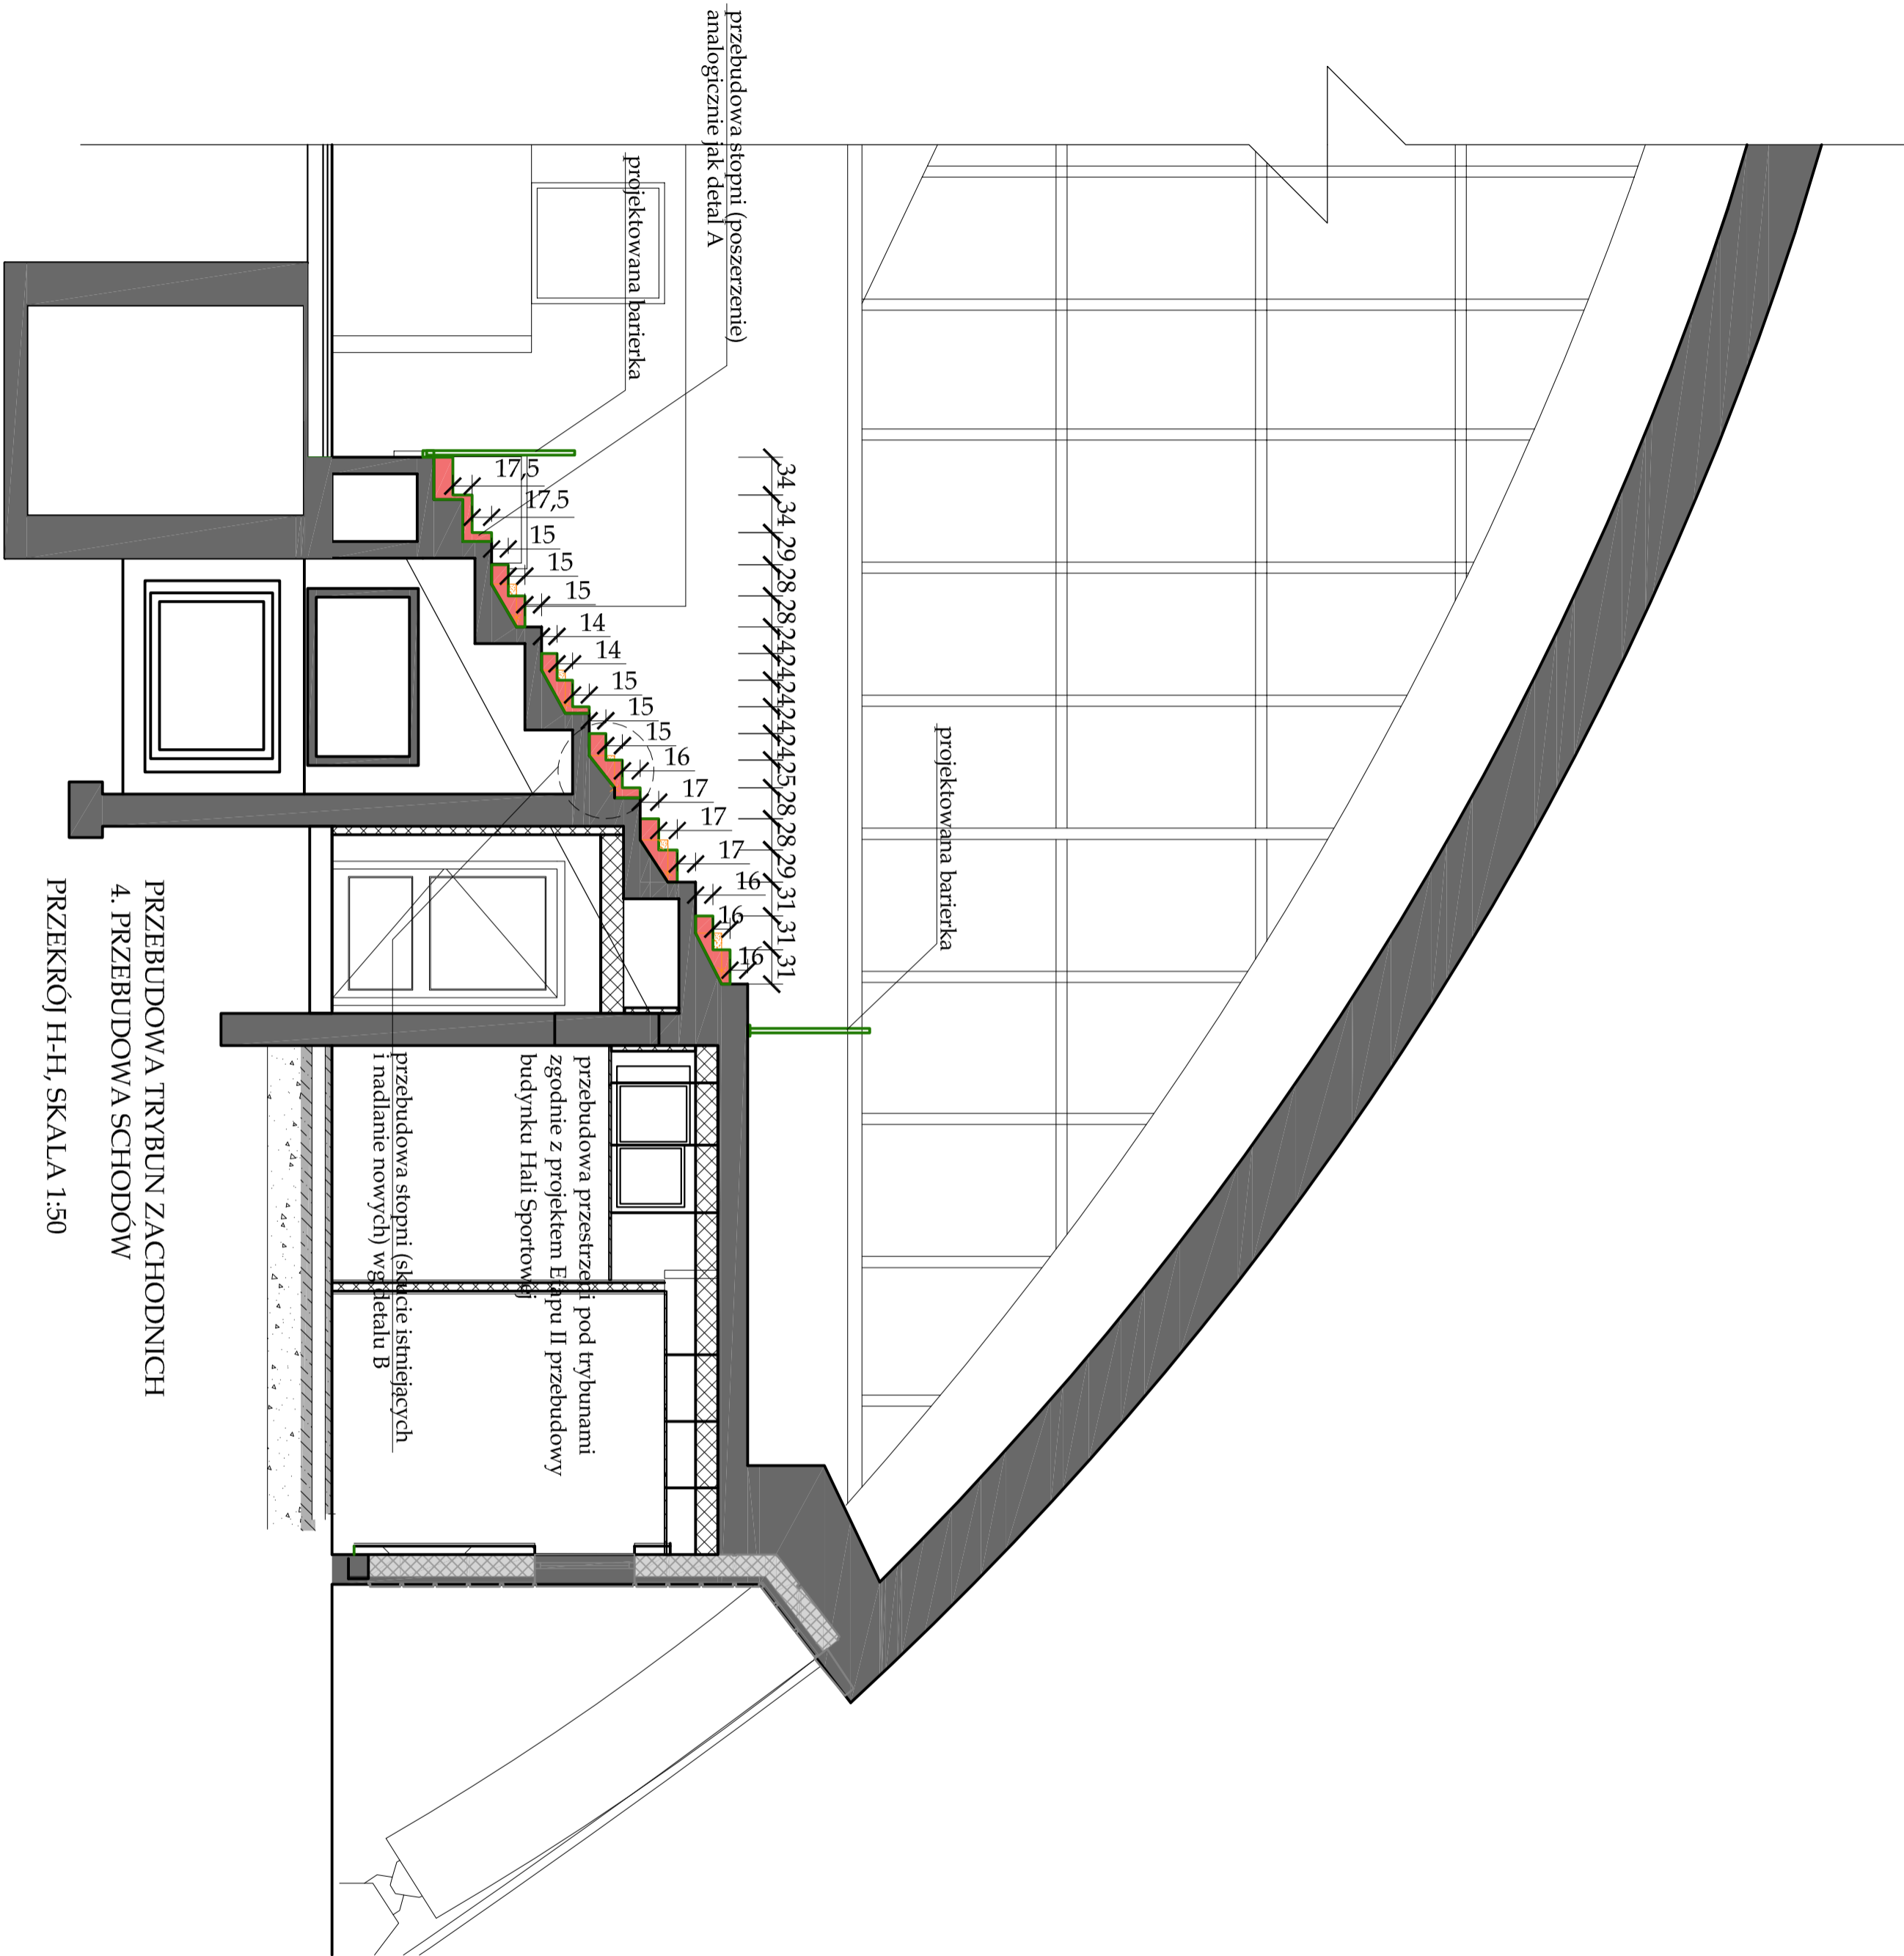 przebudowa stopni (poszerzenie)
analogicznie jak detal A
projektowana barierka
projektowana barierka
34 34 29 28 28 24 24 24 24 24 25 28 28 29 31 31 31
17,5
17,5
15
15
15
14
14
15
15
15
16
17
17
17
16
16
16
przebudowa przestrzeni pod trybunami
zgodnie z projektem Etapu II przebudowy
budynku Hali Sportowej
przebudowa stopni (skucie istniejących
i nadlanie nowych) wg detalu B
PRZEBUDOWA TRYBUN ZACHODNICH
4. PRZEBUDOWA SCHODÓW
PRZEKRÓJ H-H, SKALA 1:50